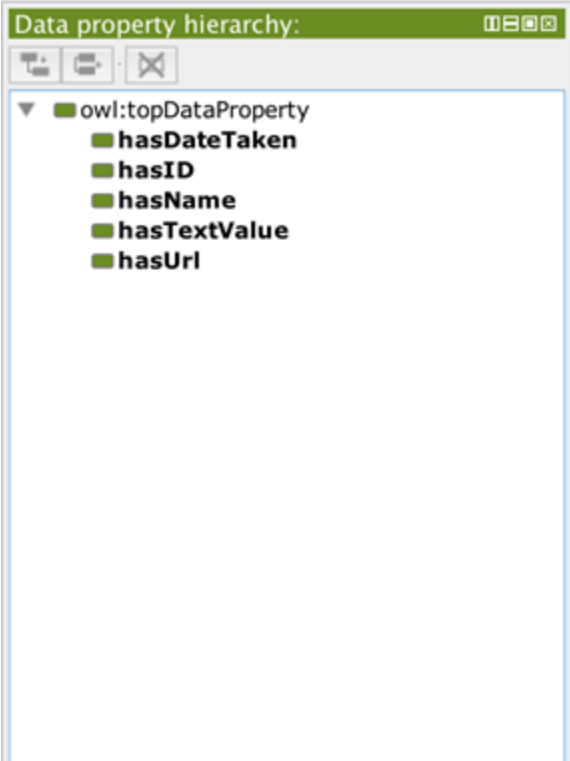 Data property hierarchy:
owl:topDataProperty
hasDateTaken
hasID
hasName
hasTextValue
hasUrl